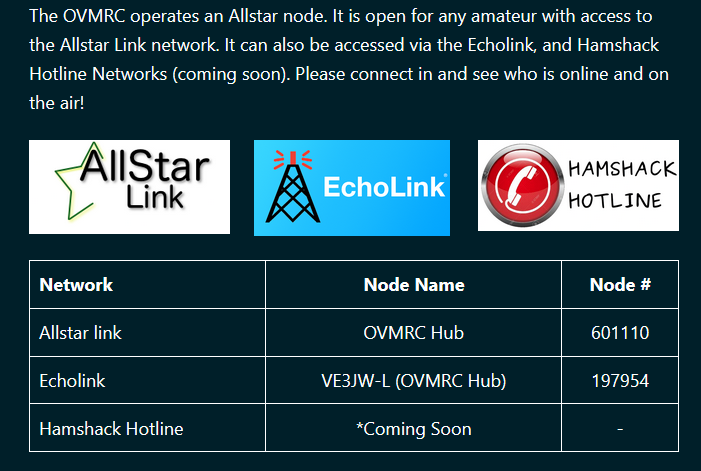 The OVMRC operates an Allstar node. It is open for any amateur with access to
the Allstar Link network. It can also be accessed via the Echolink, and Hamshack
Hotline Networks (coming soon). Please connect in and see who is online and on
the air!
AllStar
Link
EchoLink®
HAMSHACK
HOTLINE
Network Node Name Node #
Allstar link OVMRC Hub 601110
Echolink VE3JW-L (OVMRC Hub) 197954
Hamshack Hotline *Coming Soon -